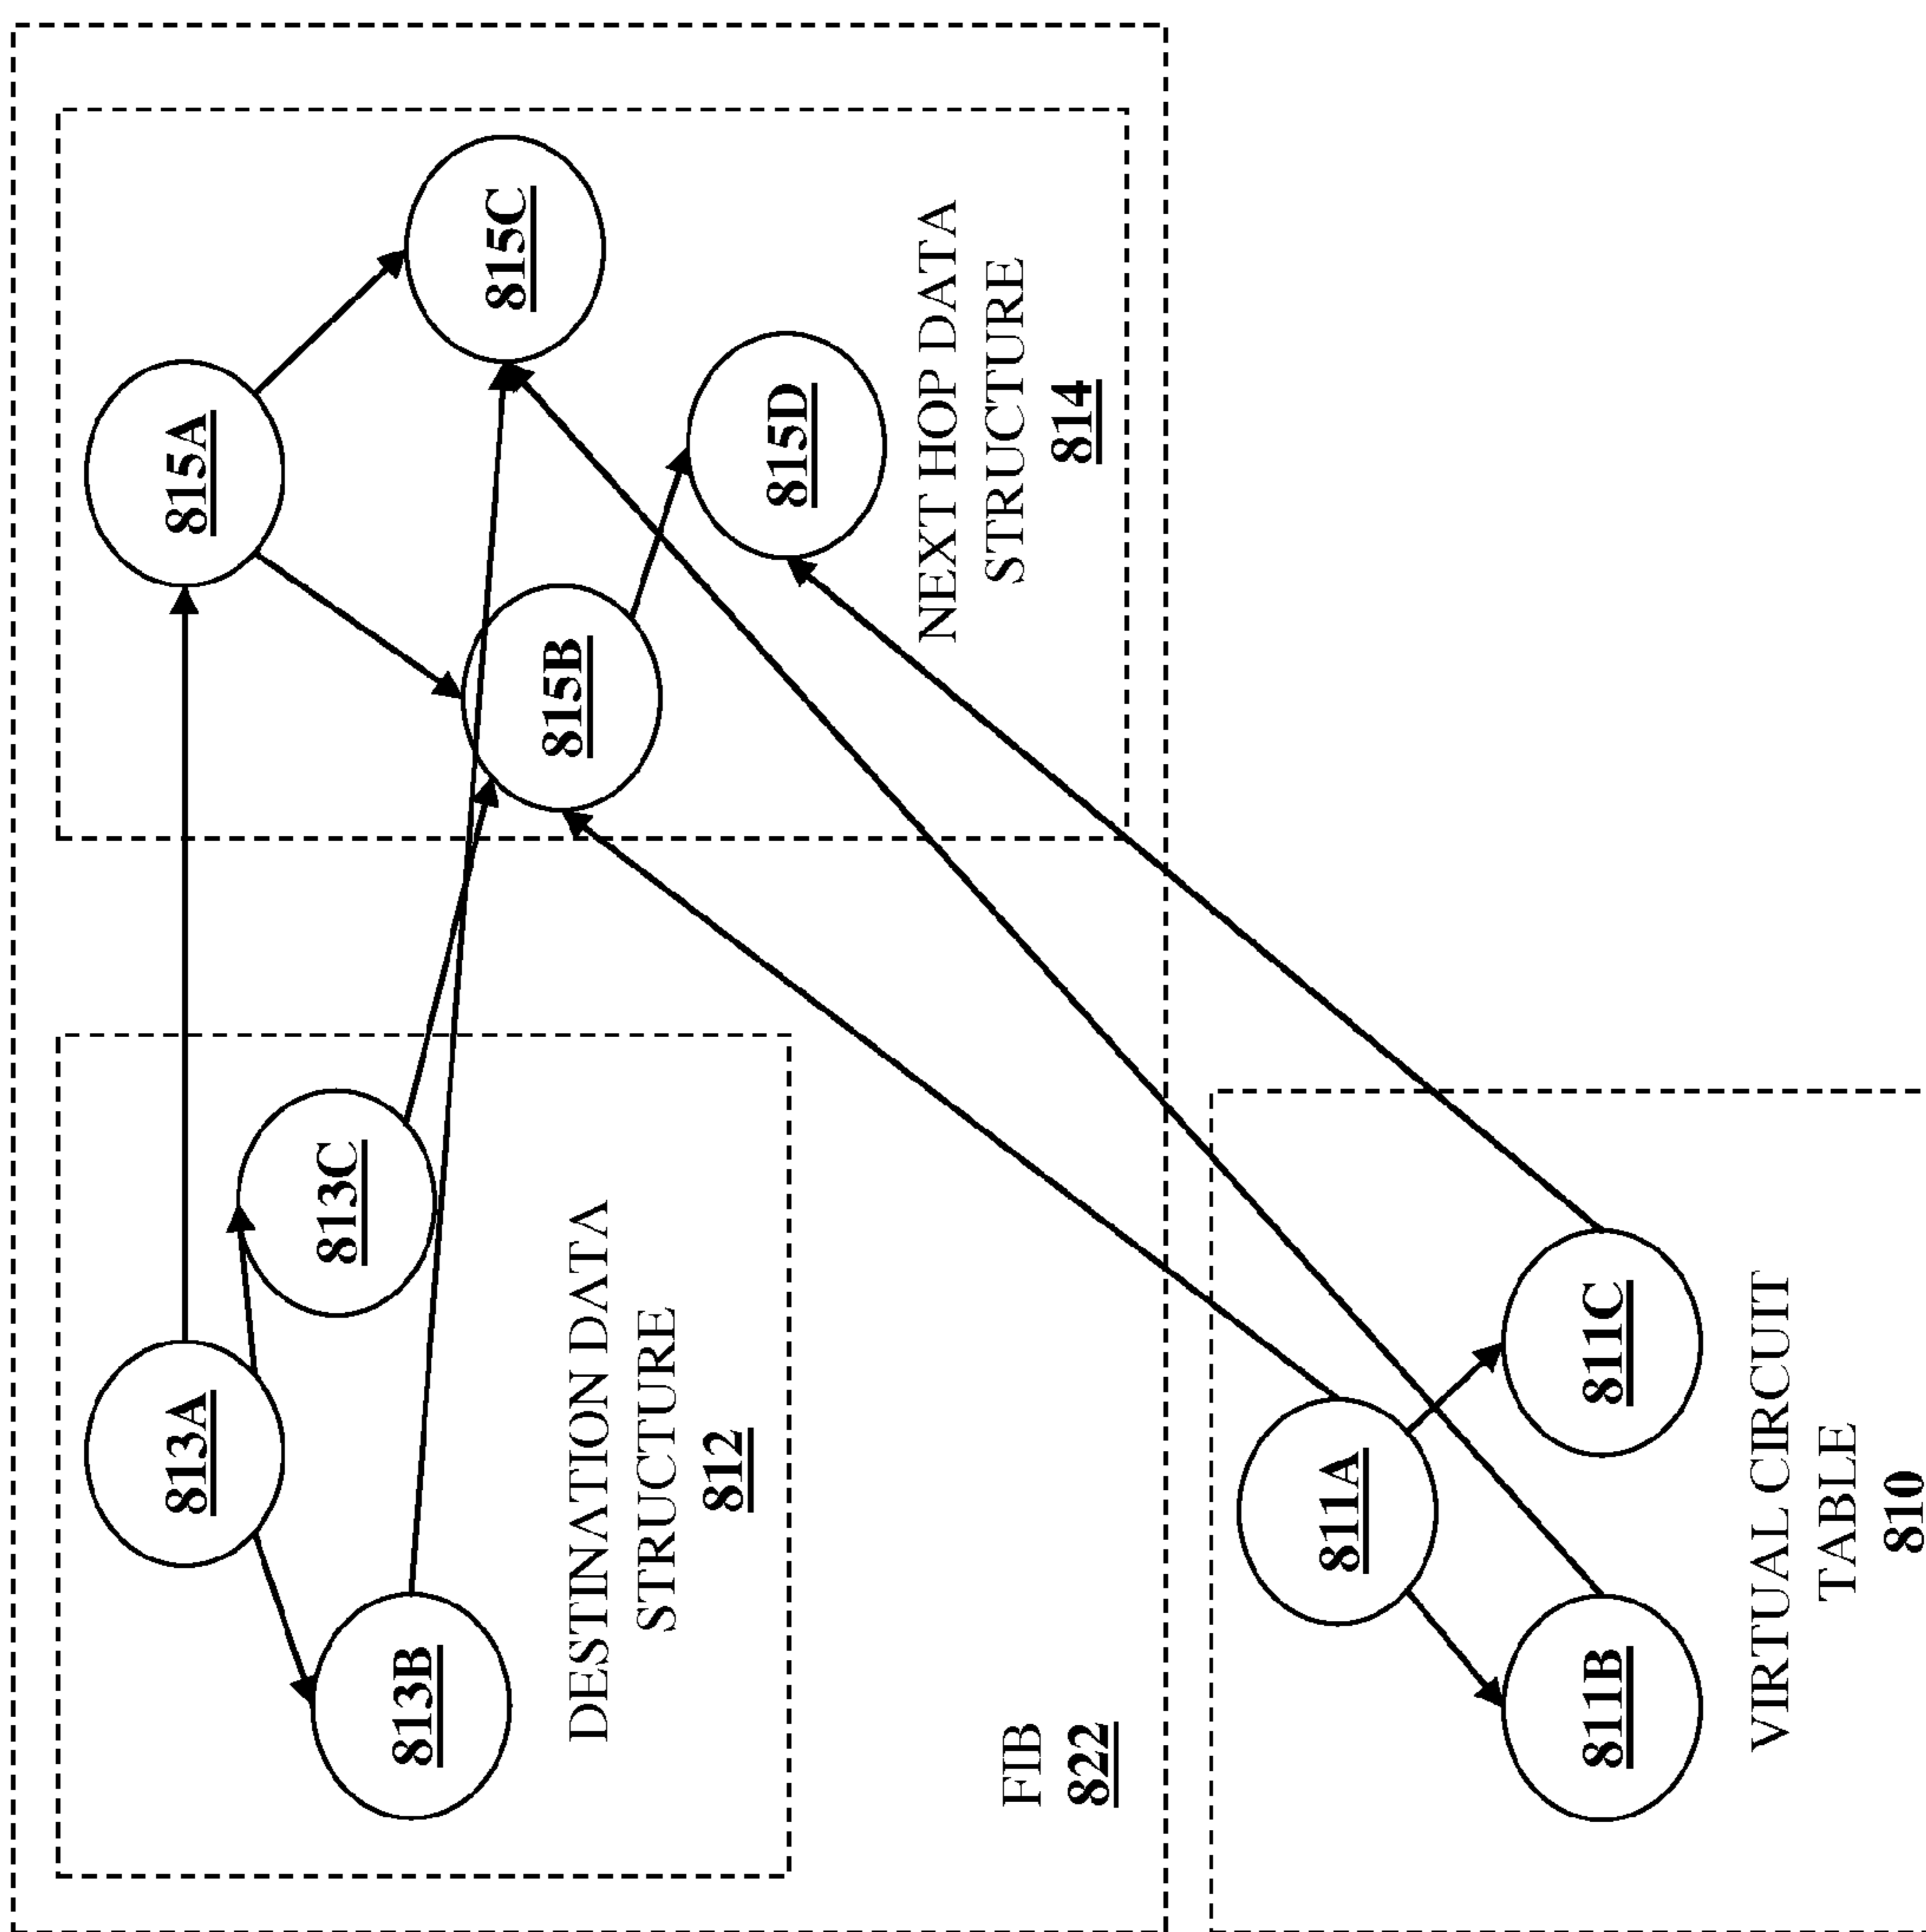 813A
813C
813B
DESTINATION DATA
STRUCTURE
812
815A
815C
815B
815D
NEXT HOP DATA
STRUCTURE
814
FIB
822
811A
811B
811C
VIRTUAL CIRCUIT
TABLE
810